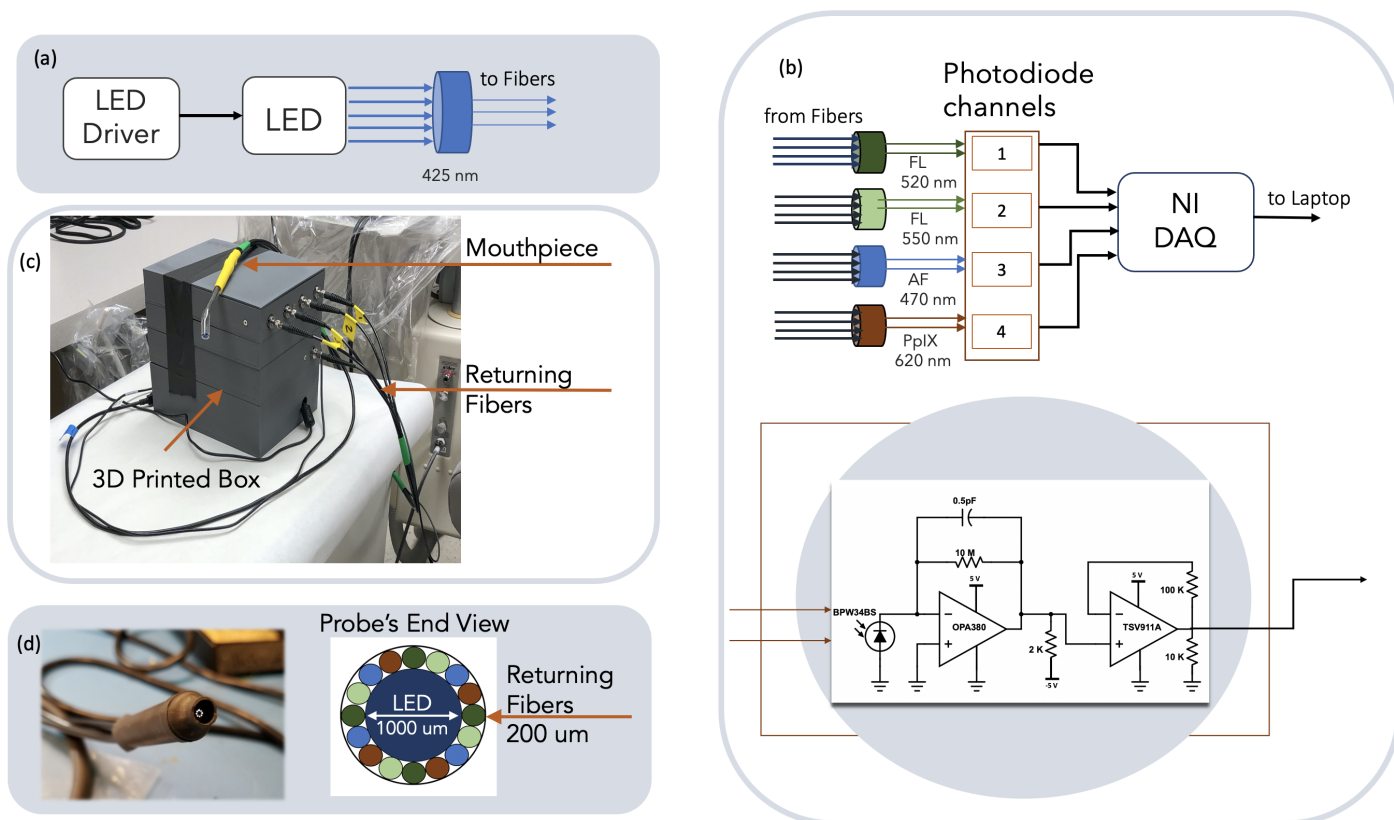 (a)
LED
Driver
LED
to Fibers
425 nm
(b)
Photodiode
channels
from Fibers
FL
520 nm
1
FL
550 nm
2
AF
470 nm
3
PpIX
620 nm
4
NI
DAQ
to Laptop
0.5pF
10 M
5 V
BPW34BS
−
+
OPA380
2 K
-5 V
5 V
−
+
TSV911A
100 K
10 K
(c)
Mouthpiece
Returning
Fibers
3D Printed Box
2
(d)
Probe's End View
LED
1000 um
Returning
Fibers
200 um